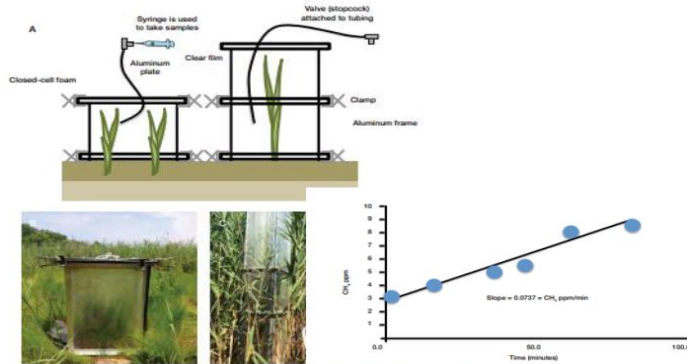 A
Syringe is used
to take samples
Valve (stopcock)
attached to tubing
Aluminum
plate
Clear film
Closed-cell foam
Clamp
Aluminum frame
10
9
8
7
6
5
4
3
2
1
CH4 ppm
Slope = 0.0737 = CH4 ppm/min
0.0
50.0
100.
Time (minutes)